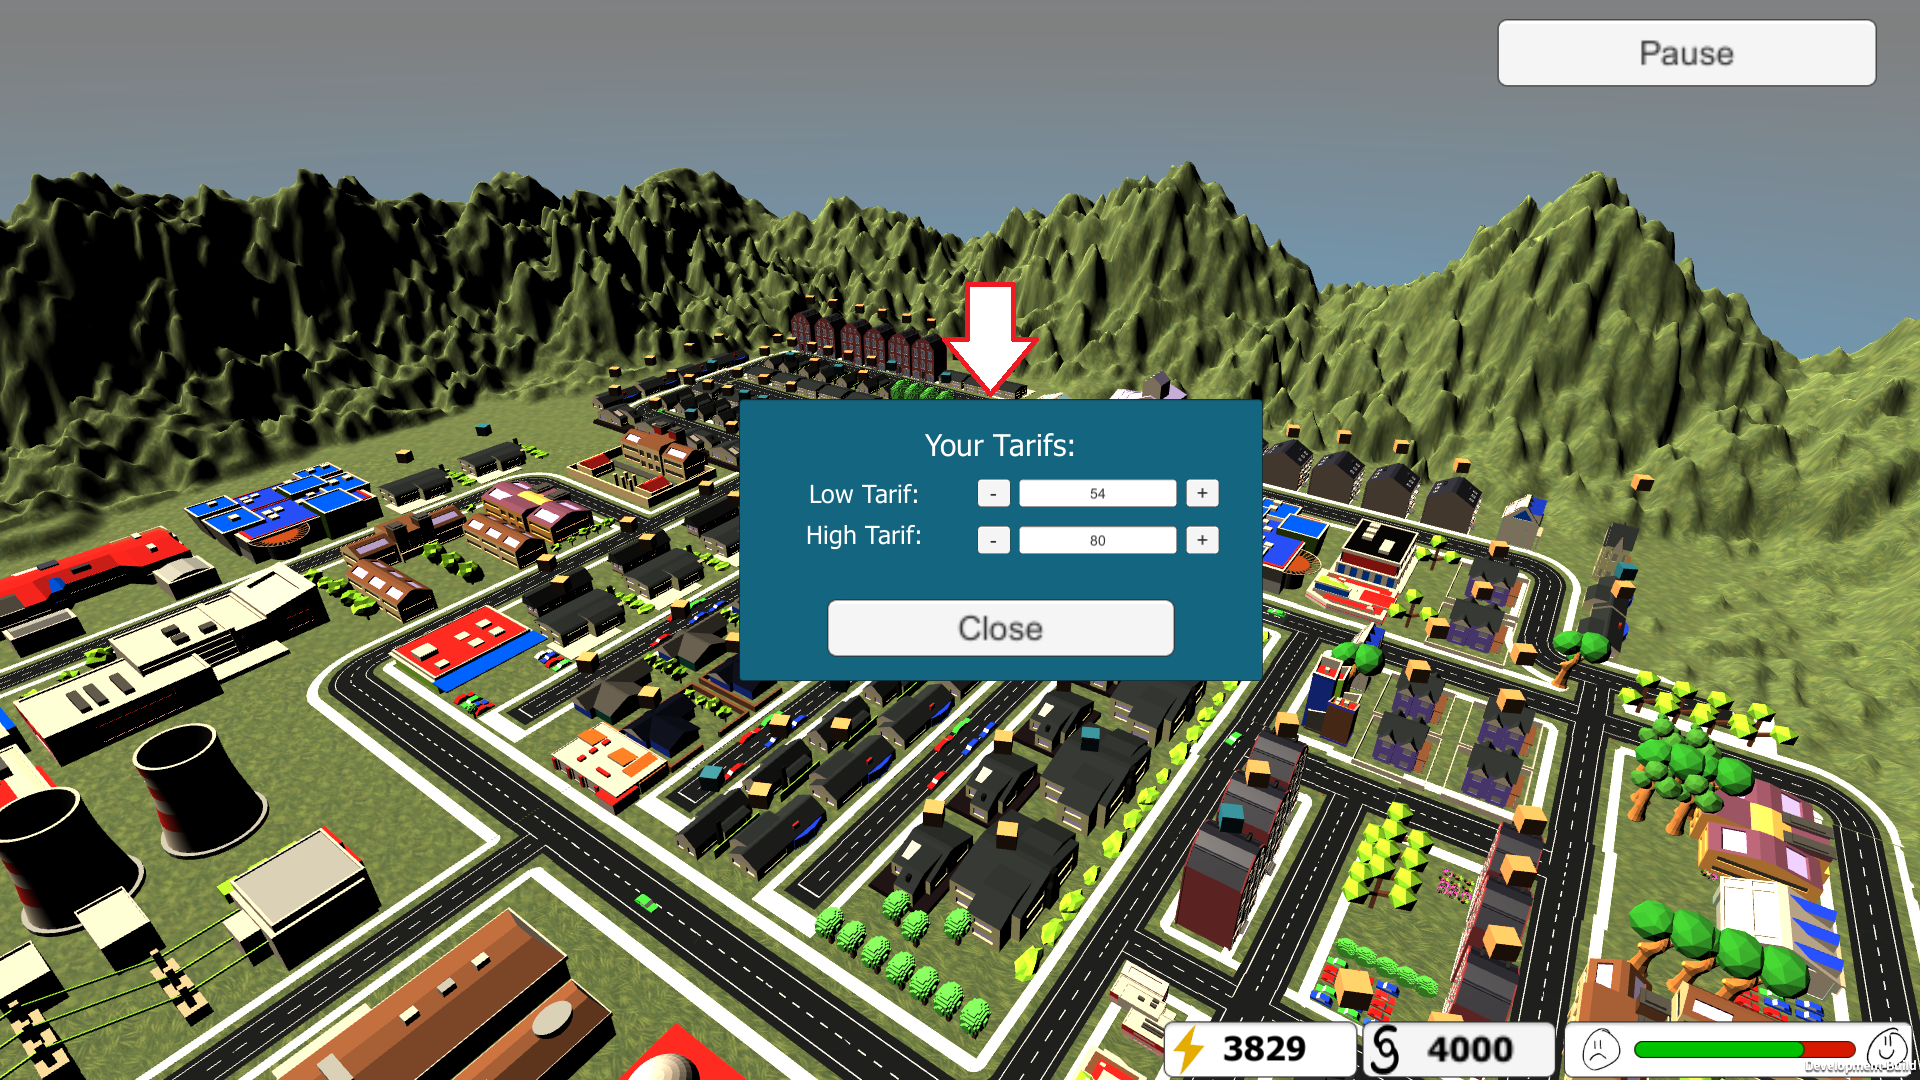 Pause
Your Tarifs:
Low Tarif: - 54 +
High Tarif: - 80 +
Close
3829 4000
Development Build